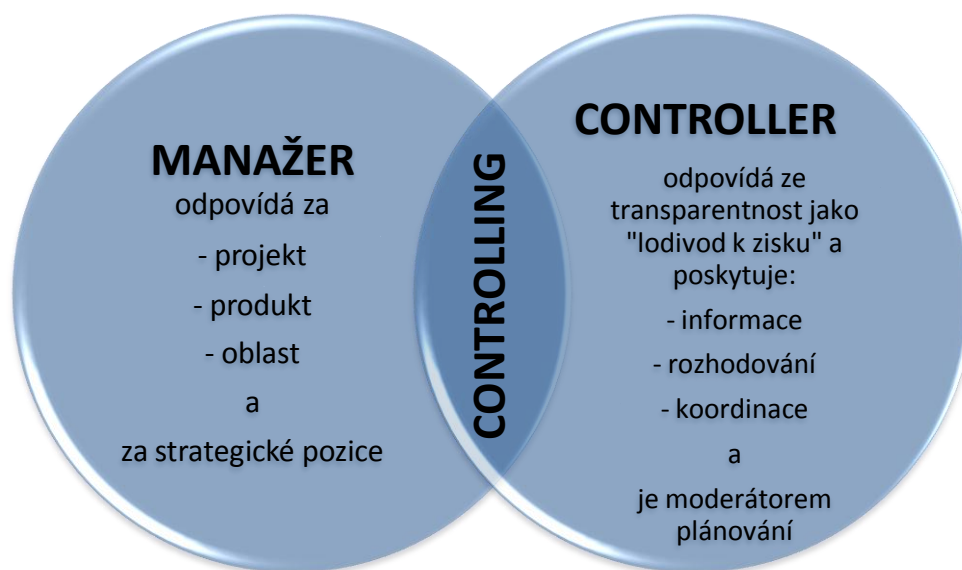 MANAŽER
odpovídá za
- projekt
- produkt
- oblast
a
za strategické pozice
CONTROLLING
CONTROLLER
odpovídá ze
transparentnost jako
"lodivod k zisku" a
poskytuje:
- informace
- rozhodování
- koordinace
a
je moderátorem
plánování